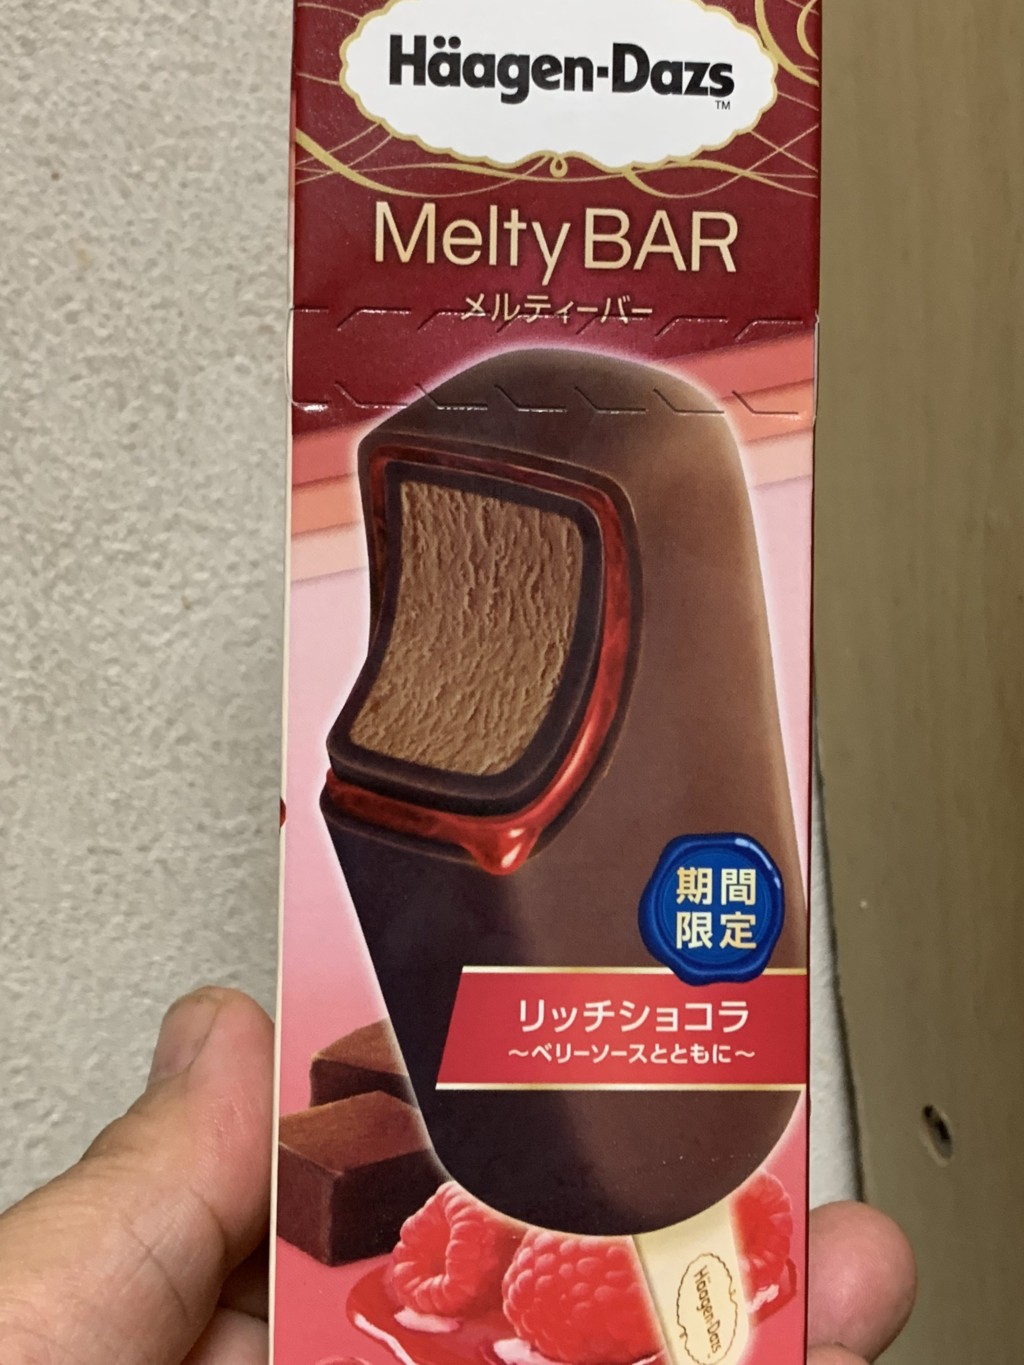 Häagen-Dazs
TM
Melty BAR
メルティーバー
期間
限定
リッチショコラ
～ベリーソースとともに～
Häagen-Dazs